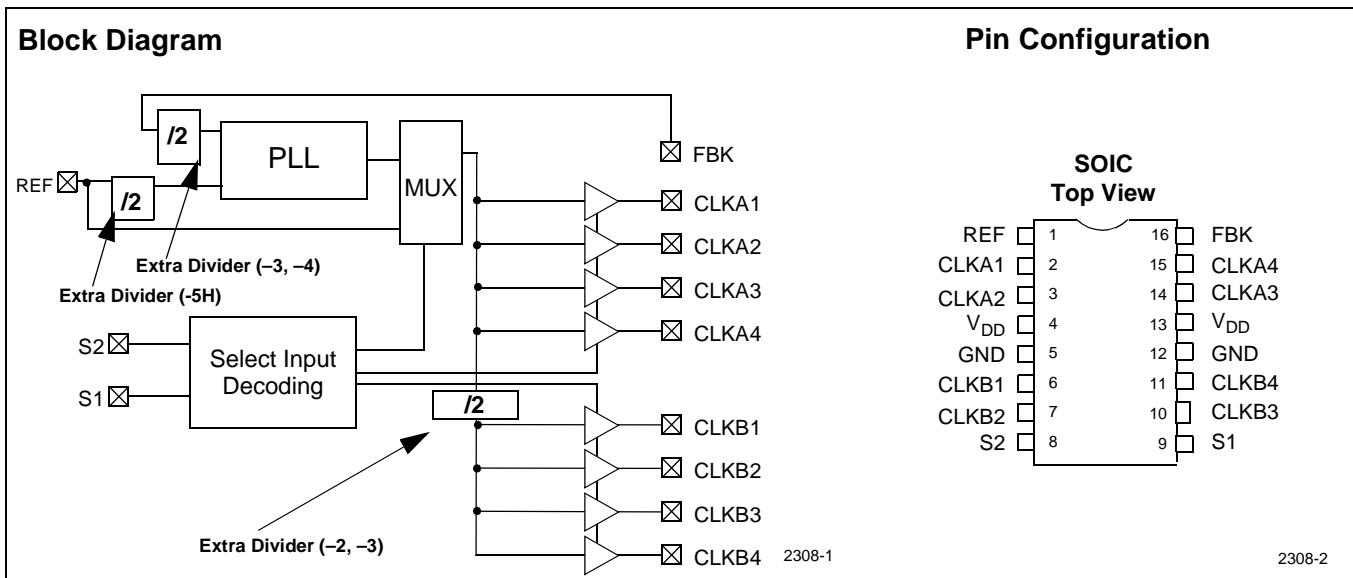 Block Diagram
Pin Configuration
/2
PLL
MUX
FBK
REF
/2
CLKA1
CLKA2
CLKA3
CLKA4
Extra Divider (–3, –4)
Extra Divider (-5H)
S2
S1
Select Input
Decoding
/2
CLKB1
CLKB2
CLKB3
CLKB4
Extra Divider (–2, –3)
2308-1
SOIC
Top View
REF 1 16 FBK
CLKA1 2 15 CLKA4
CLKA2 3 14 CLKA3
VDD 4 13 VDD
GND 5 12 GND
CLKB1 6 11 CLKB4
CLKB2 7 10 CLKB3
S2 8 9 S1
2308-2